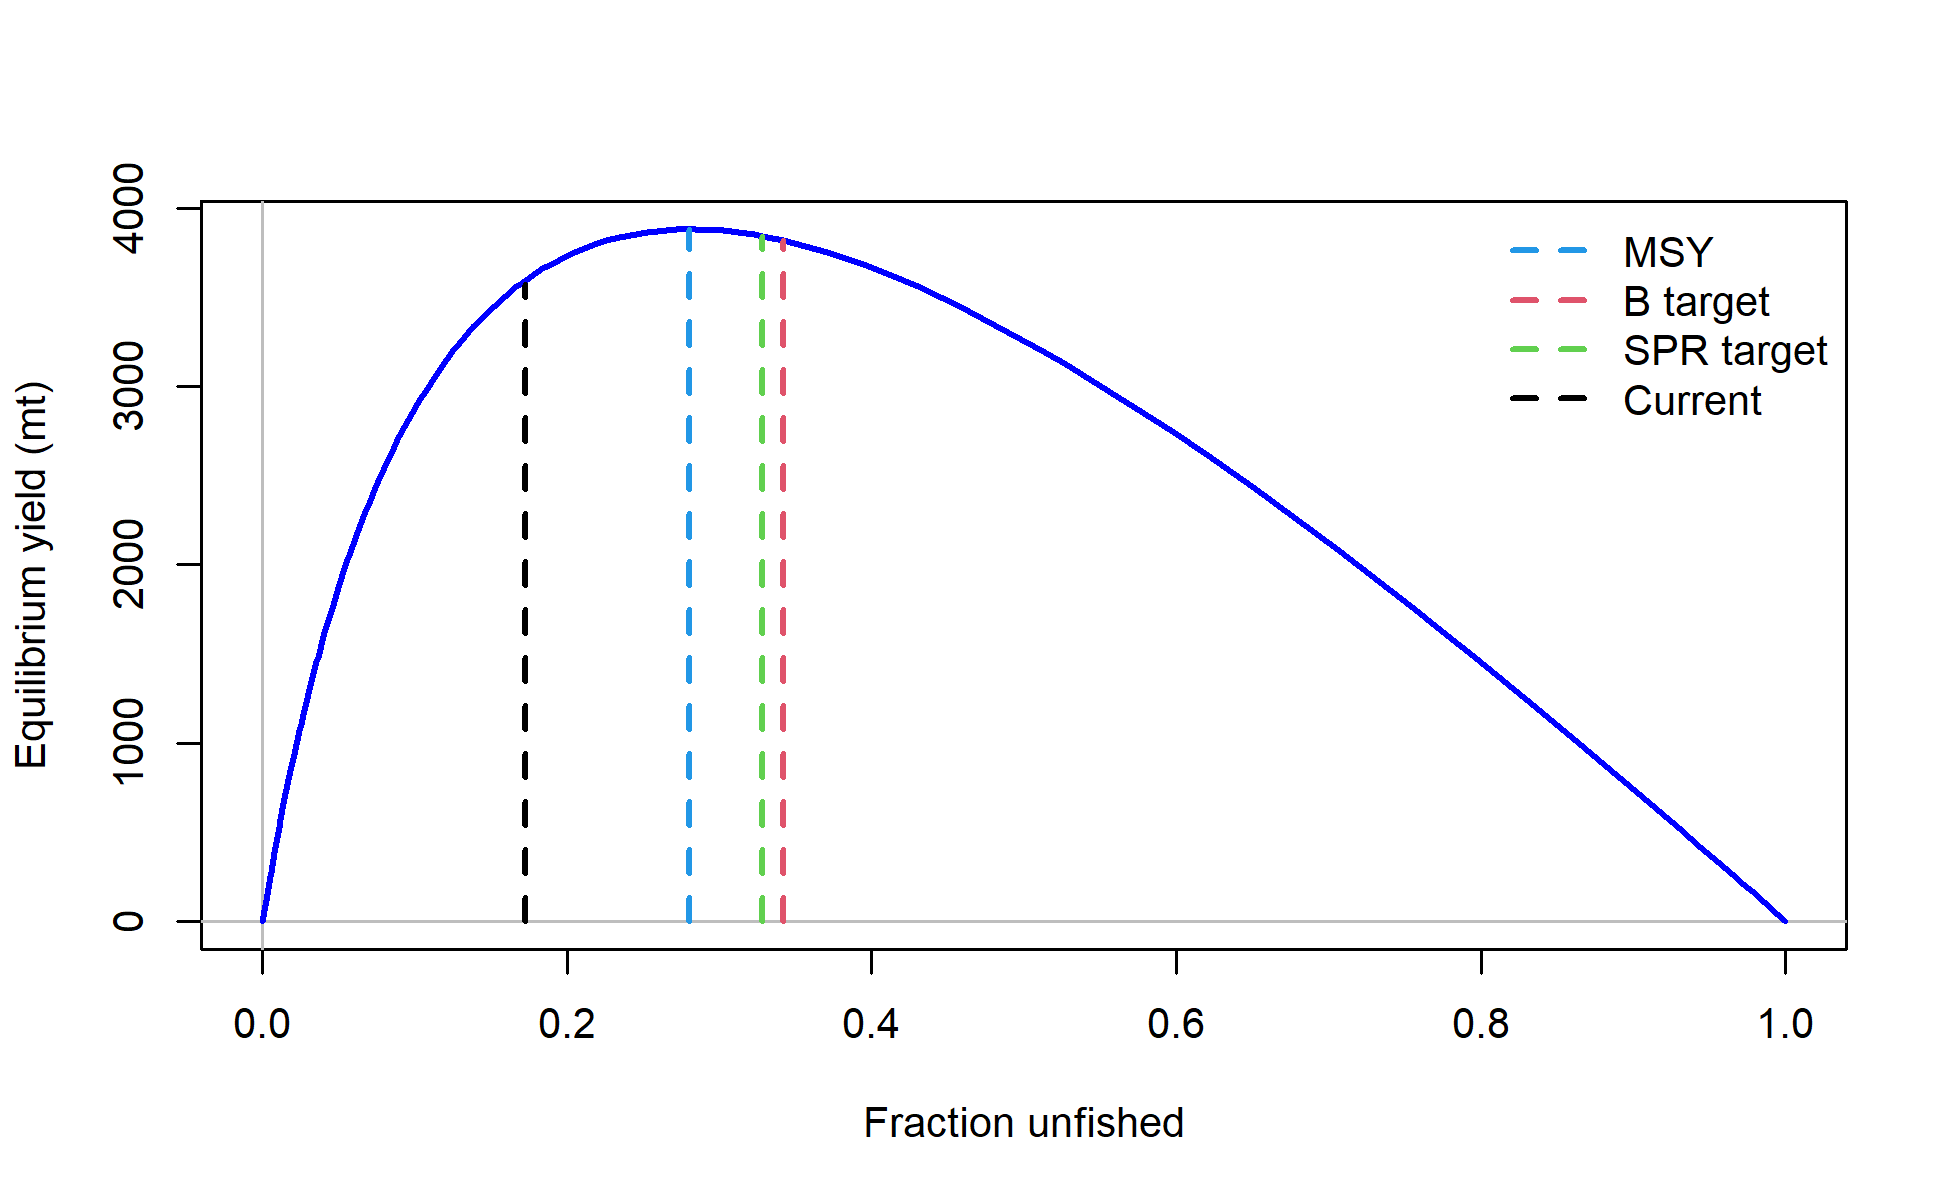 4000
3000
2000
1000
0
Equilibrium yield (mt)
MSY
B target
SPR target
Current
0.0 0.2 0.4 0.6 0.8 1.0
Fraction unfished